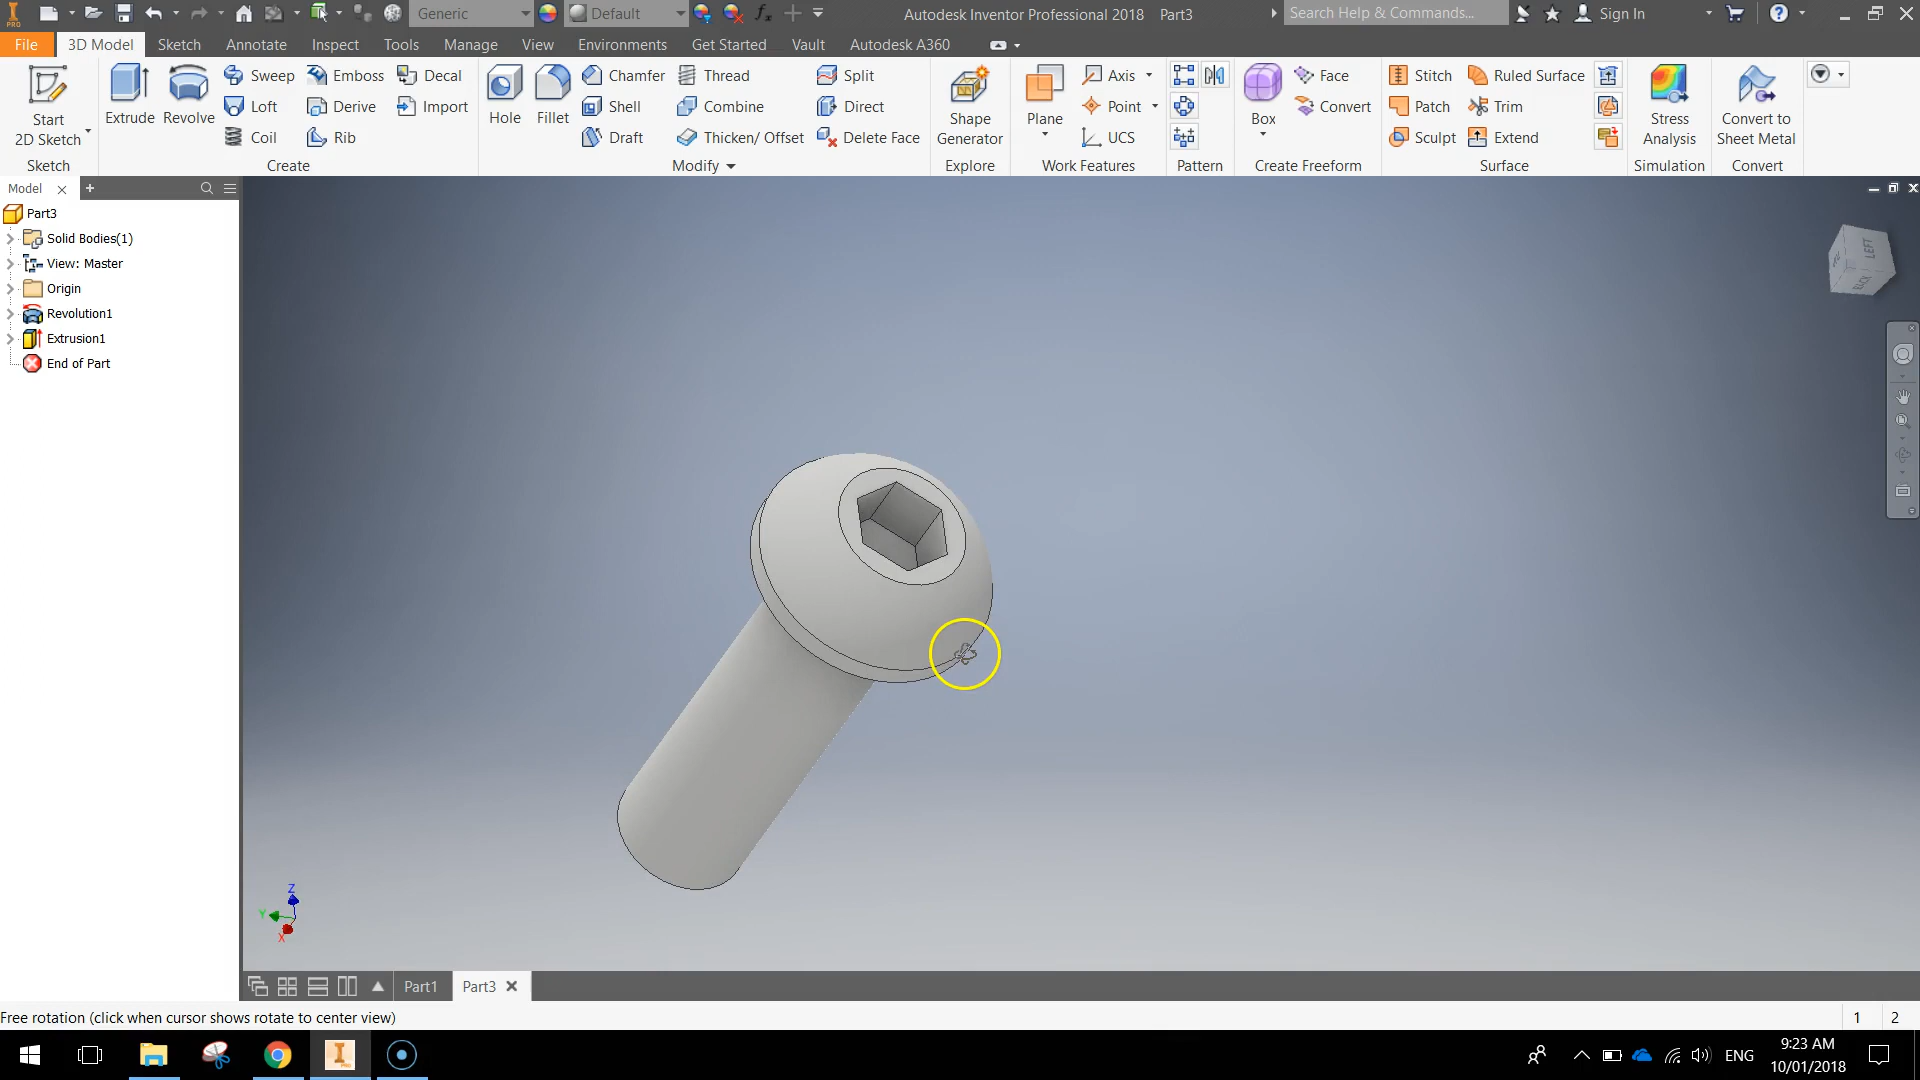 PRO Generic Default fx Autodesk Inventor Professional 2018 Part3 Search Help & Commands... Sign In
File 3D Model Sketch Annotate Inspect Tools Manage View Environments Get Started Vault Autodesk A360
Start 2D Sketch
Extrude Revolve Sweep Emboss Decal
Loft Derive Import
Coil Rib
Hole Fillet Chamfer Thread Split
Shell Combine Direct
Draft Thicken/ Offset Delete Face
Shape Generator
Plane Axis
Point
UCS
Box Face
Convert
Stitch Ruled Surface
Patch Trim
Sculpt Extend
Stress Analysis
Convert to Sheet Metal
Sketch Create Modify Explore Work Features Pattern Create Freeform Surface Simulation Convert
Model
Part3
Solid Bodies(1)
View: Master
Origin
Revolution1
Extrusion1
End of Part
LEFT
Z
Y
X
Part1 Part3
Free rotation (click when cursor shows rotate to center view) 1 2
ENG
9:23 AM
10/01/2018